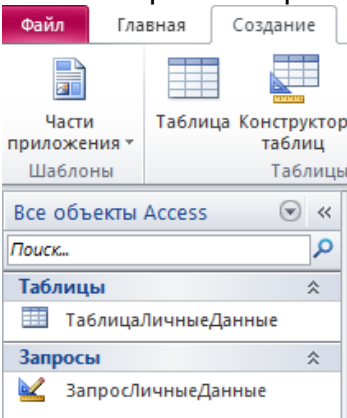 Файл Главная Создание
Части приложения Таблица Конструктор таблиц
Шаблоны Таблицы
Все объекты Access
Поиск...
Таблицы
ТаблицаЛичныеДанные
Запросы
ЗапросЛичныеДанные